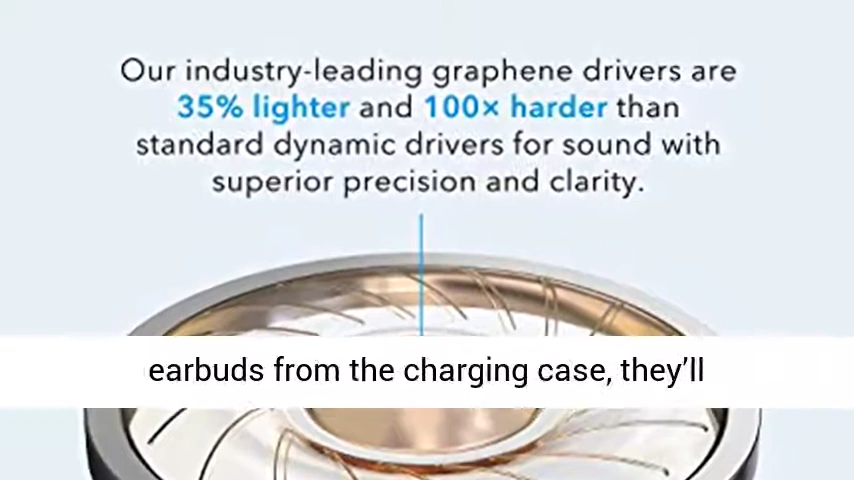 Our industry-leading graphene drivers are
35% lighter and 100× harder than
standard dynamic drivers for sound with
superior precision and clarity.
earbuds from the charging case, they’ll